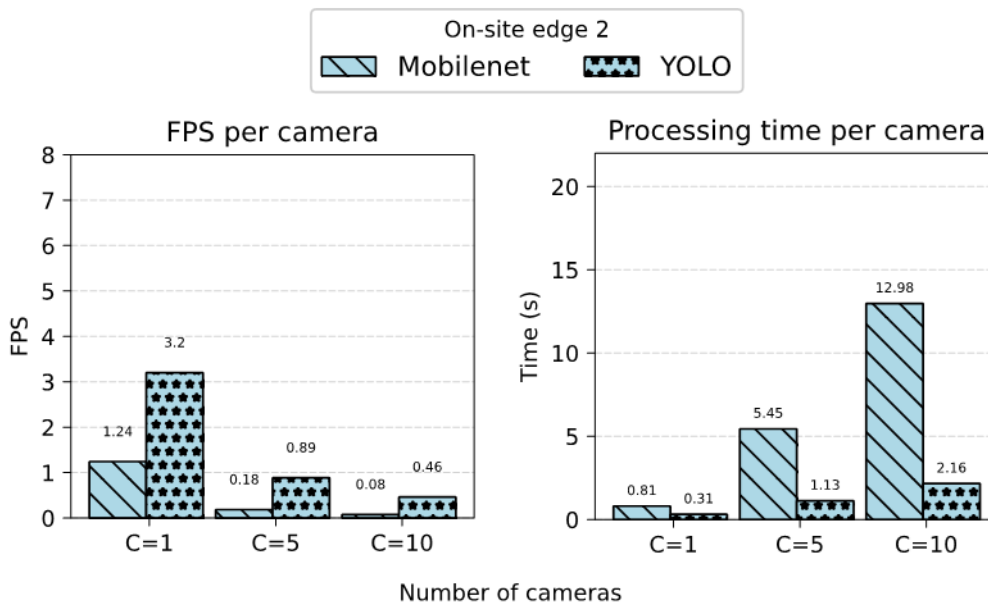 On-site edge 2
Mobilenet YOLO
FPS per camera
8
7
6
5
4
3
2
1
0
FPS
1.24
3.2
0.18
0.89
0.08
0.46
C=1 C=5 C=10
Processing time per camera
20
15
10
5
0
Time (s)
0.81
0.31
5.45
1.13
12.98
2.16
C=1 C=5 C=10
Number of cameras